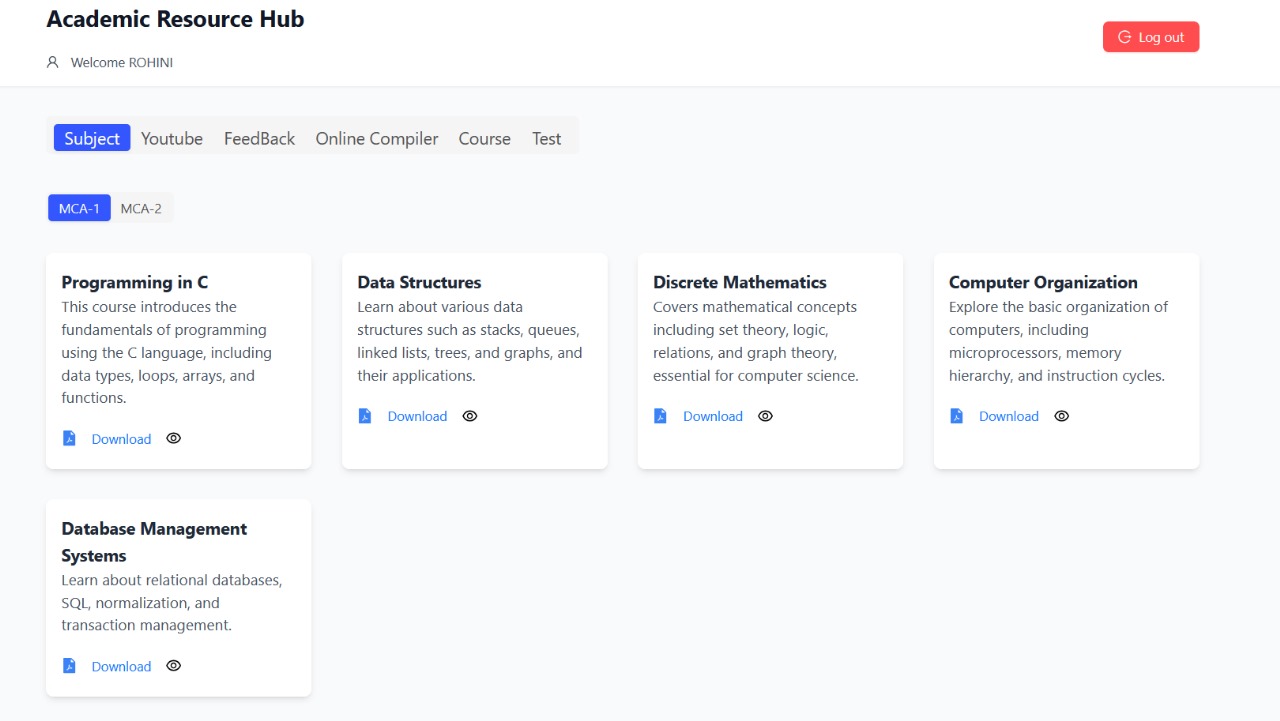 Academic Resource Hub
Log out
Welcome ROHINI
Subject Youtube FeedBack Online Compiler Course Test
MCA-1 MCA-2
Programming in C
This course introduces the
fundamentals of programming
using the C language, including
data types, loops, arrays, and
functions.
Download
Data Structures
Learn about various data
structures such as stacks, queues,
linked lists, trees, and graphs, and
their applications.
Download
Discrete Mathematics
Covers mathematical concepts
including set theory, logic,
relations, and graph theory,
essential for computer science.
Download
Computer Organization
Explore the basic organization of
computers, including
microprocessors, memory
hierarchy, and instruction cycles.
Download
Database Management
Systems
Learn about relational databases,
SQL, normalization, and
transaction management.
Download